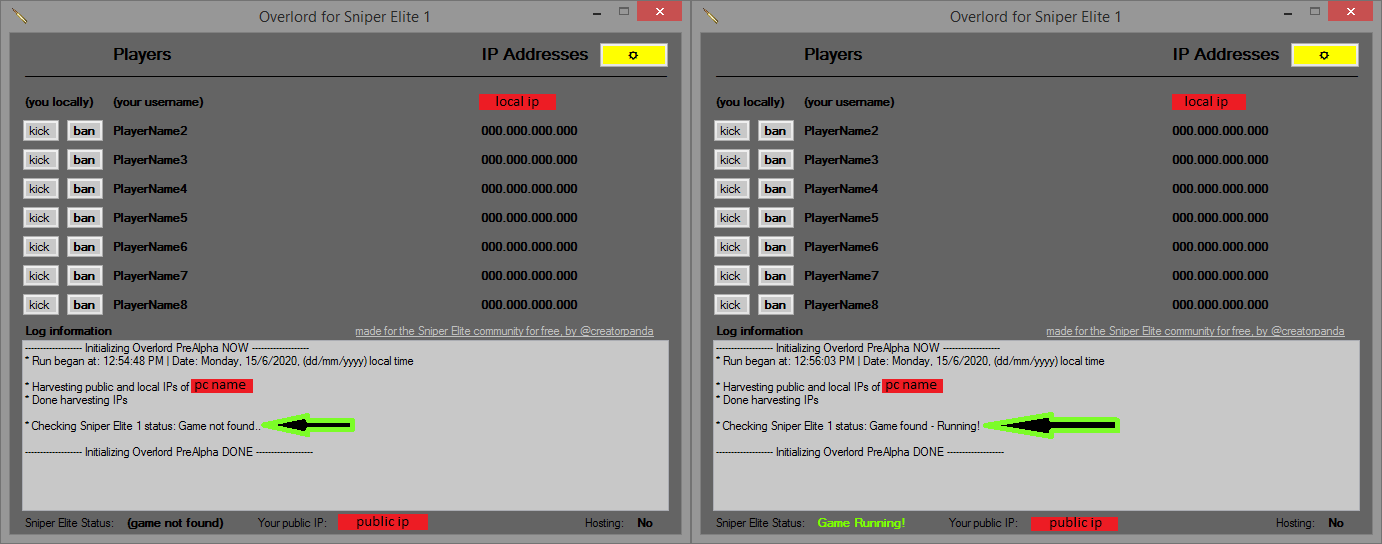 Overlord for Sniper Elite 1
Players IP Addresses
(you locally) (your username) local ip
kick ban PlayerName2 000.000.000.000
kick ban PlayerName3 000.000.000.000
kick ban PlayerName4 000.000.000.000
kick ban PlayerName5 000.000.000.000
kick ban PlayerName6 000.000.000.000
kick ban PlayerName7 000.000.000.000
kick ban PlayerName8 000.000.000.000
Log information made for the Sniper Elite community for free, by @creatorpanda
------------------- Initializing Overlord PreAlpha NOW -------------------
* Run began at: 12:54:48 PM | Date: Monday, 15/6/2020, (dd/mm/yyyy) local time
* Harvesting public and local IPs of pc name
* Done harvesting IPs
* Checking Sniper Elite 1 status: Game not found..
------------------- Initializing Overlord PreAlpha DONE -------------------
Sniper Elite Status: (game not found) Your public IP: public ip Hosting: No
Overlord for Sniper Elite 1
Players IP Addresses
(you locally) (your username) local ip
kick ban PlayerName2 000.000.000.000
kick ban PlayerName3 000.000.000.000
kick ban PlayerName4 000.000.000.000
kick ban PlayerName5 000.000.000.000
kick ban PlayerName6 000.000.000.000
kick ban PlayerName7 000.000.000.000
kick ban PlayerName8 000.000.000.000
Log information made for the Sniper Elite community for free, by @creatorpanda
------------------- Initializing Overlord PreAlpha NOW -------------------
* Run began at: 12:56:03 PM | Date: Monday, 15/6/2020, (dd/mm/yyyy) local time
* Harvesting public and local IPs of pc name
* Done harvesting IPs
* Checking Sniper Elite 1 status: Game found - Running!
------------------- Initializing Overlord PreAlpha DONE -------------------
Sniper Elite Status: Game Running! Your public IP: public ip Hosting: No